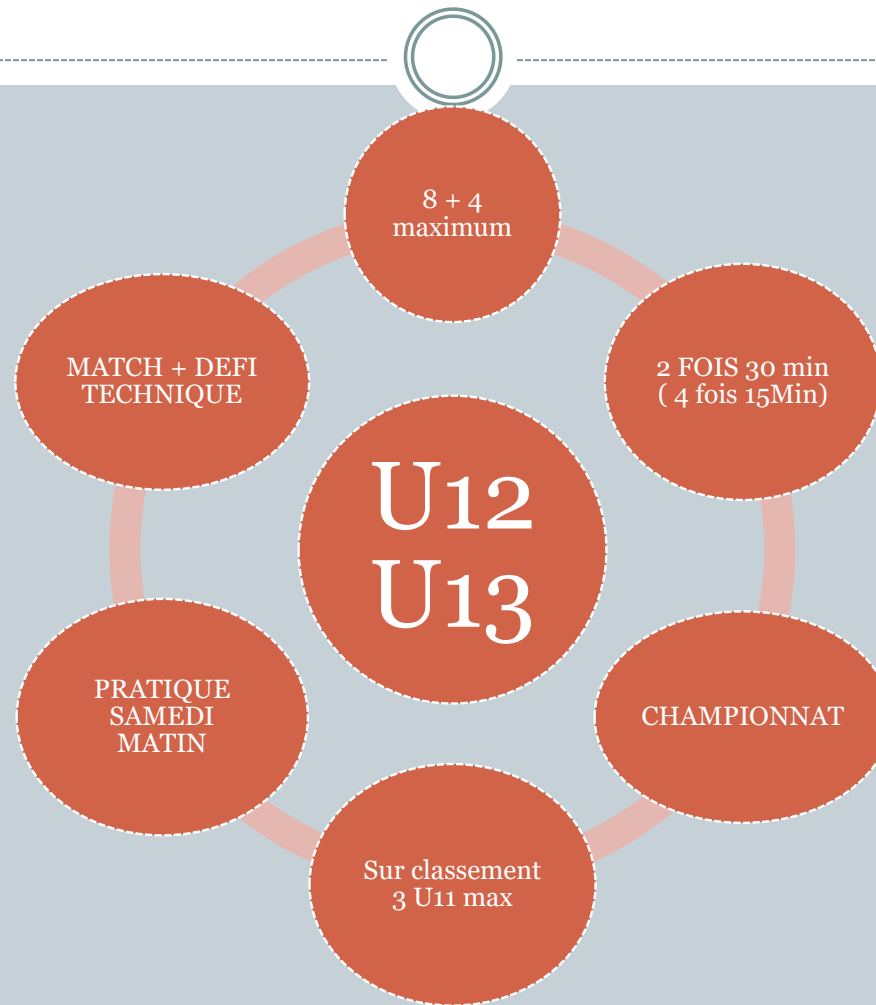 8 + 4
maximum
2 FOIS 30 min
( 4 fois 15Min)
CHAMPIONNAT
Sur classement
3 U11 max
PRATIQUE
SAMEDI
MATIN
MATCH + DEFI
TECHNIQUE
U12
U13